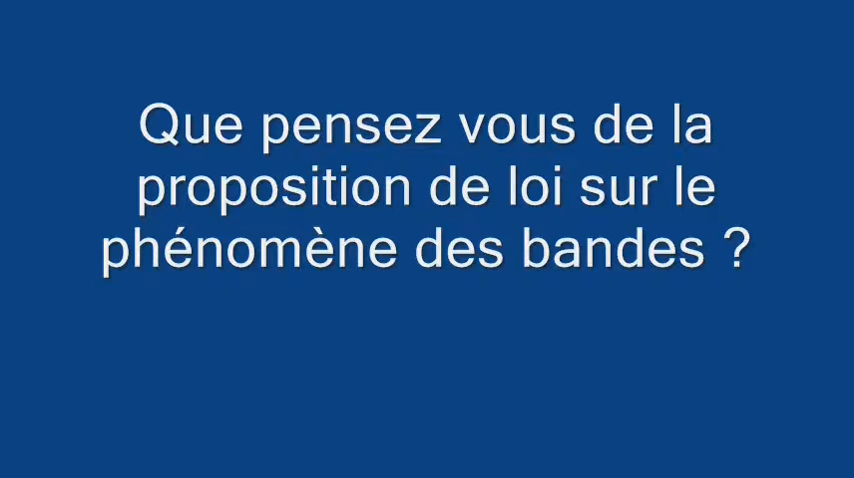 Que pensez vous de la
proposition de loi sur le
phénomène des bandes ?